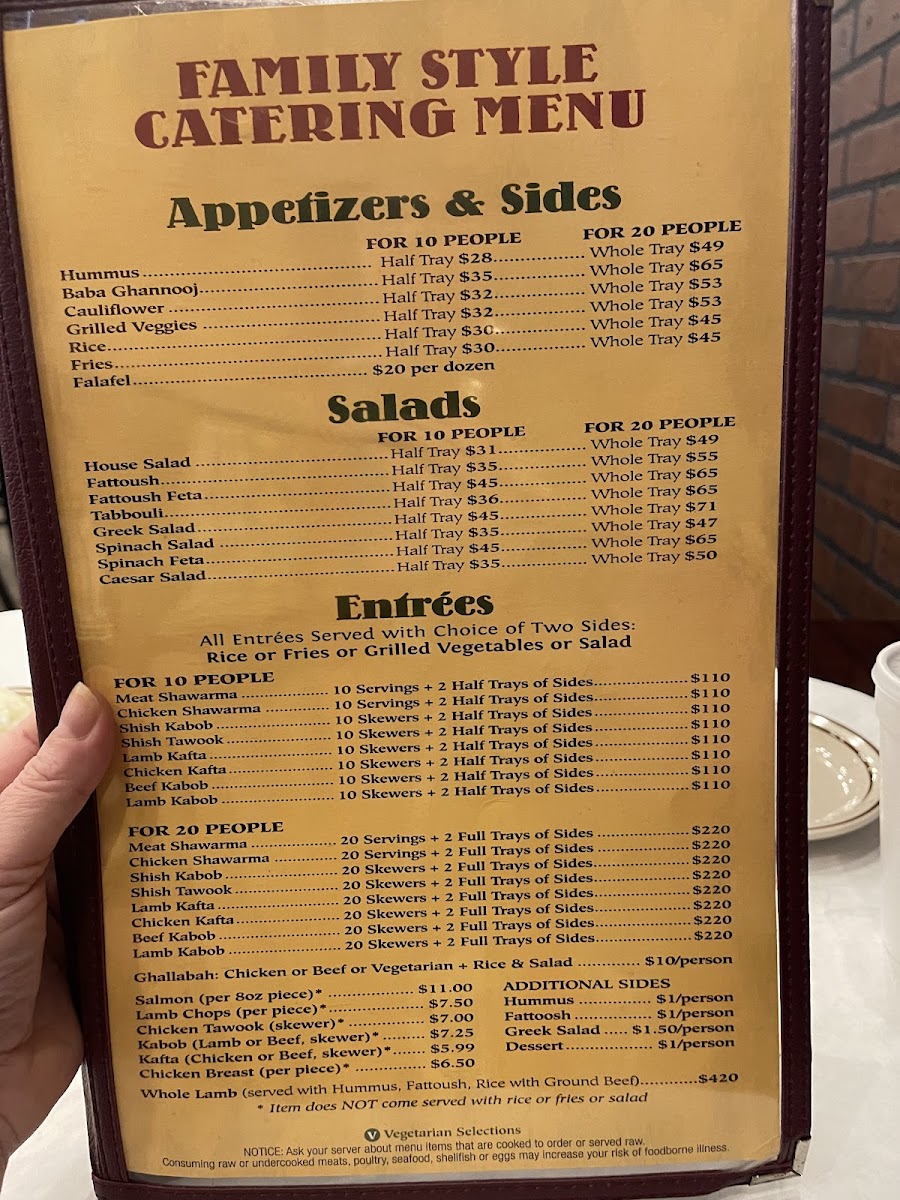 FAMILY STYLE
CATERING MENU
Appetizers & Sides
FOR 10 PEOPLE FOR 20 PEOPLE
Hummus Half Tray $28 Whole Tray $49
Baba Ghannooj Half Tray $35 Whole Tray $65
Cauliflower Half Tray $32 Whole Tray $53
Grilled Veggies Half Tray $32 Whole Tray $53
Rice Half Tray $30 Whole Tray $45
Fries Half Tray $30 Whole Tray $45
Falafel $20 per dozen
Salads
FOR 10 PEOPLE FOR 20 PEOPLE
House Salad Half Tray $31 Whole Tray $49
Fattoush Half Tray $35 Whole Tray $55
Fattoush Feta Half Tray $45 Whole Tray $65
Tabbouli Half Tray $36 Whole Tray $65
Greek Salad Half Tray $45 Whole Tray $71
Spinach Salad Half Tray $35 Whole Tray $47
Spinach Feta Half Tray $45 Whole Tray $65
Caesar Salad Half Tray $35 Whole Tray $50
Entrées
All Entrées Served with Choice of Two Sides:
Rice or Fries or Grilled Vegetables or Salad
FOR 10 PEOPLE
Meat Shawarma 10 Servings + 2 Half Trays of Sides $110
Chicken Shawarma 10 Servings + 2 Half Trays of Sides $110
Shish Kabob 10 Skewers + 2 Half Trays of Sides $110
Shish Tawook 10 Skewers + 2 Half Trays of Sides $110
Lamb Kafta 10 Skewers + 2 Half Trays of Sides $110
Chicken Kafta 10 Skewers + 2 Half Trays of Sides $110
Beef Kabob 10 Skewers + 2 Half Trays of Sides $110
Lamb Kabob 10 Skewers + 2 Half Trays of Sides $110
FOR 20 PEOPLE
Meat Shawarma 20 Servings + 2 Full Trays of Sides $220
Chicken Shawarma 20 Servings + 2 Full Trays of Sides $220
Shish Kabob 20 Skewers + 2 Full Trays of Sides $220
Shish Tawook 20 Skewers + 2 Full Trays of Sides $220
Lamb Kafta 20 Skewers + 2 Full Trays of Sides $220
Chicken Kafta 20 Skewers + 2 Full Trays of Sides $220
Beef Kabob 20 Skewers + 2 Full Trays of Sides $220
Lamb Kabob 20 Skewers + 2 Full Trays of Sides $220
Ghallabah: Chicken or Beef or Vegetarian + Rice & Salad $10/person
Salmon (per 8oz piece)* $11.00
Lamb Chops (per piece)* $7.50
Chicken Tawook (skewer)* $7.00
Kabob (Lamb or Beef, skewer)* $7.25
Kafta (Chicken or Beef, skewer)* $5.99
Chicken Breast (per piece)* $6.50
ADDITIONAL SIDES
Hummus $1/person
Fattoosh $1/person
Greek Salad $1.50/person
Dessert $1/person
Whole Lamb (served with Hummus, Fattoush, Rice with Ground Beef) $420
* Item does NOT come served with rice or fries or salad
V Vegetarian Selections
NOTICE: Ask your server about menu items that are cooked to order or served raw.
Consuming raw or undercooked meats, poultry, seafood, shellfish or eggs may increase your risk of foodborne illness.